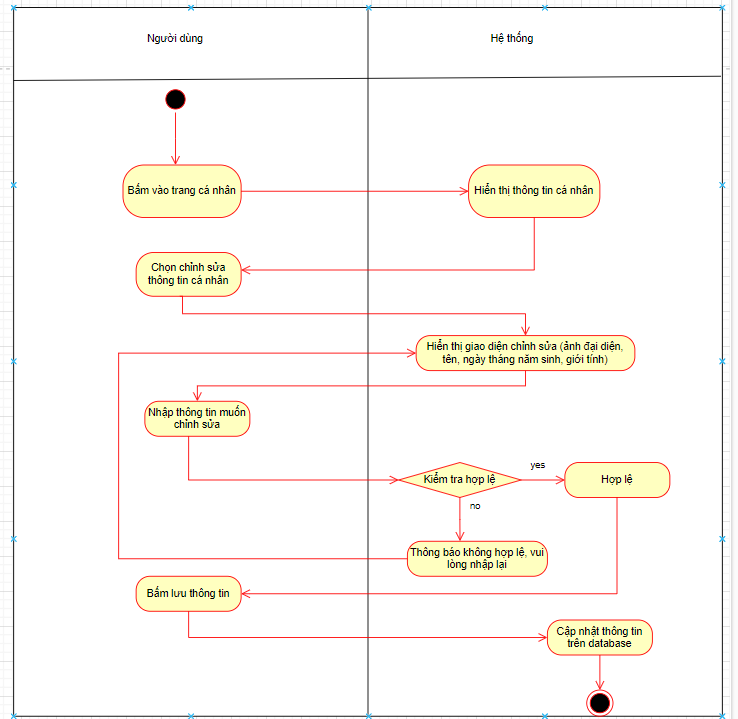 Người dùng
Hệ thống
Bấm vào trang cá nhân
Hiển thị thông tin cá nhân
Chọn chỉnh sửa
thông tin cá nhân
Hiển thị giao diện chỉnh sửa (ảnh đại diện,
tên, ngày tháng năm sinh, giới tính)
Nhập thông tin muốn
chỉnh sửa
Kiểm tra hợp lệ
yes
Hợp lệ
no
Thông báo không hợp lệ, vui
lòng nhập lại
Bấm lưu thông tin
Cập nhật thông tin
trên database